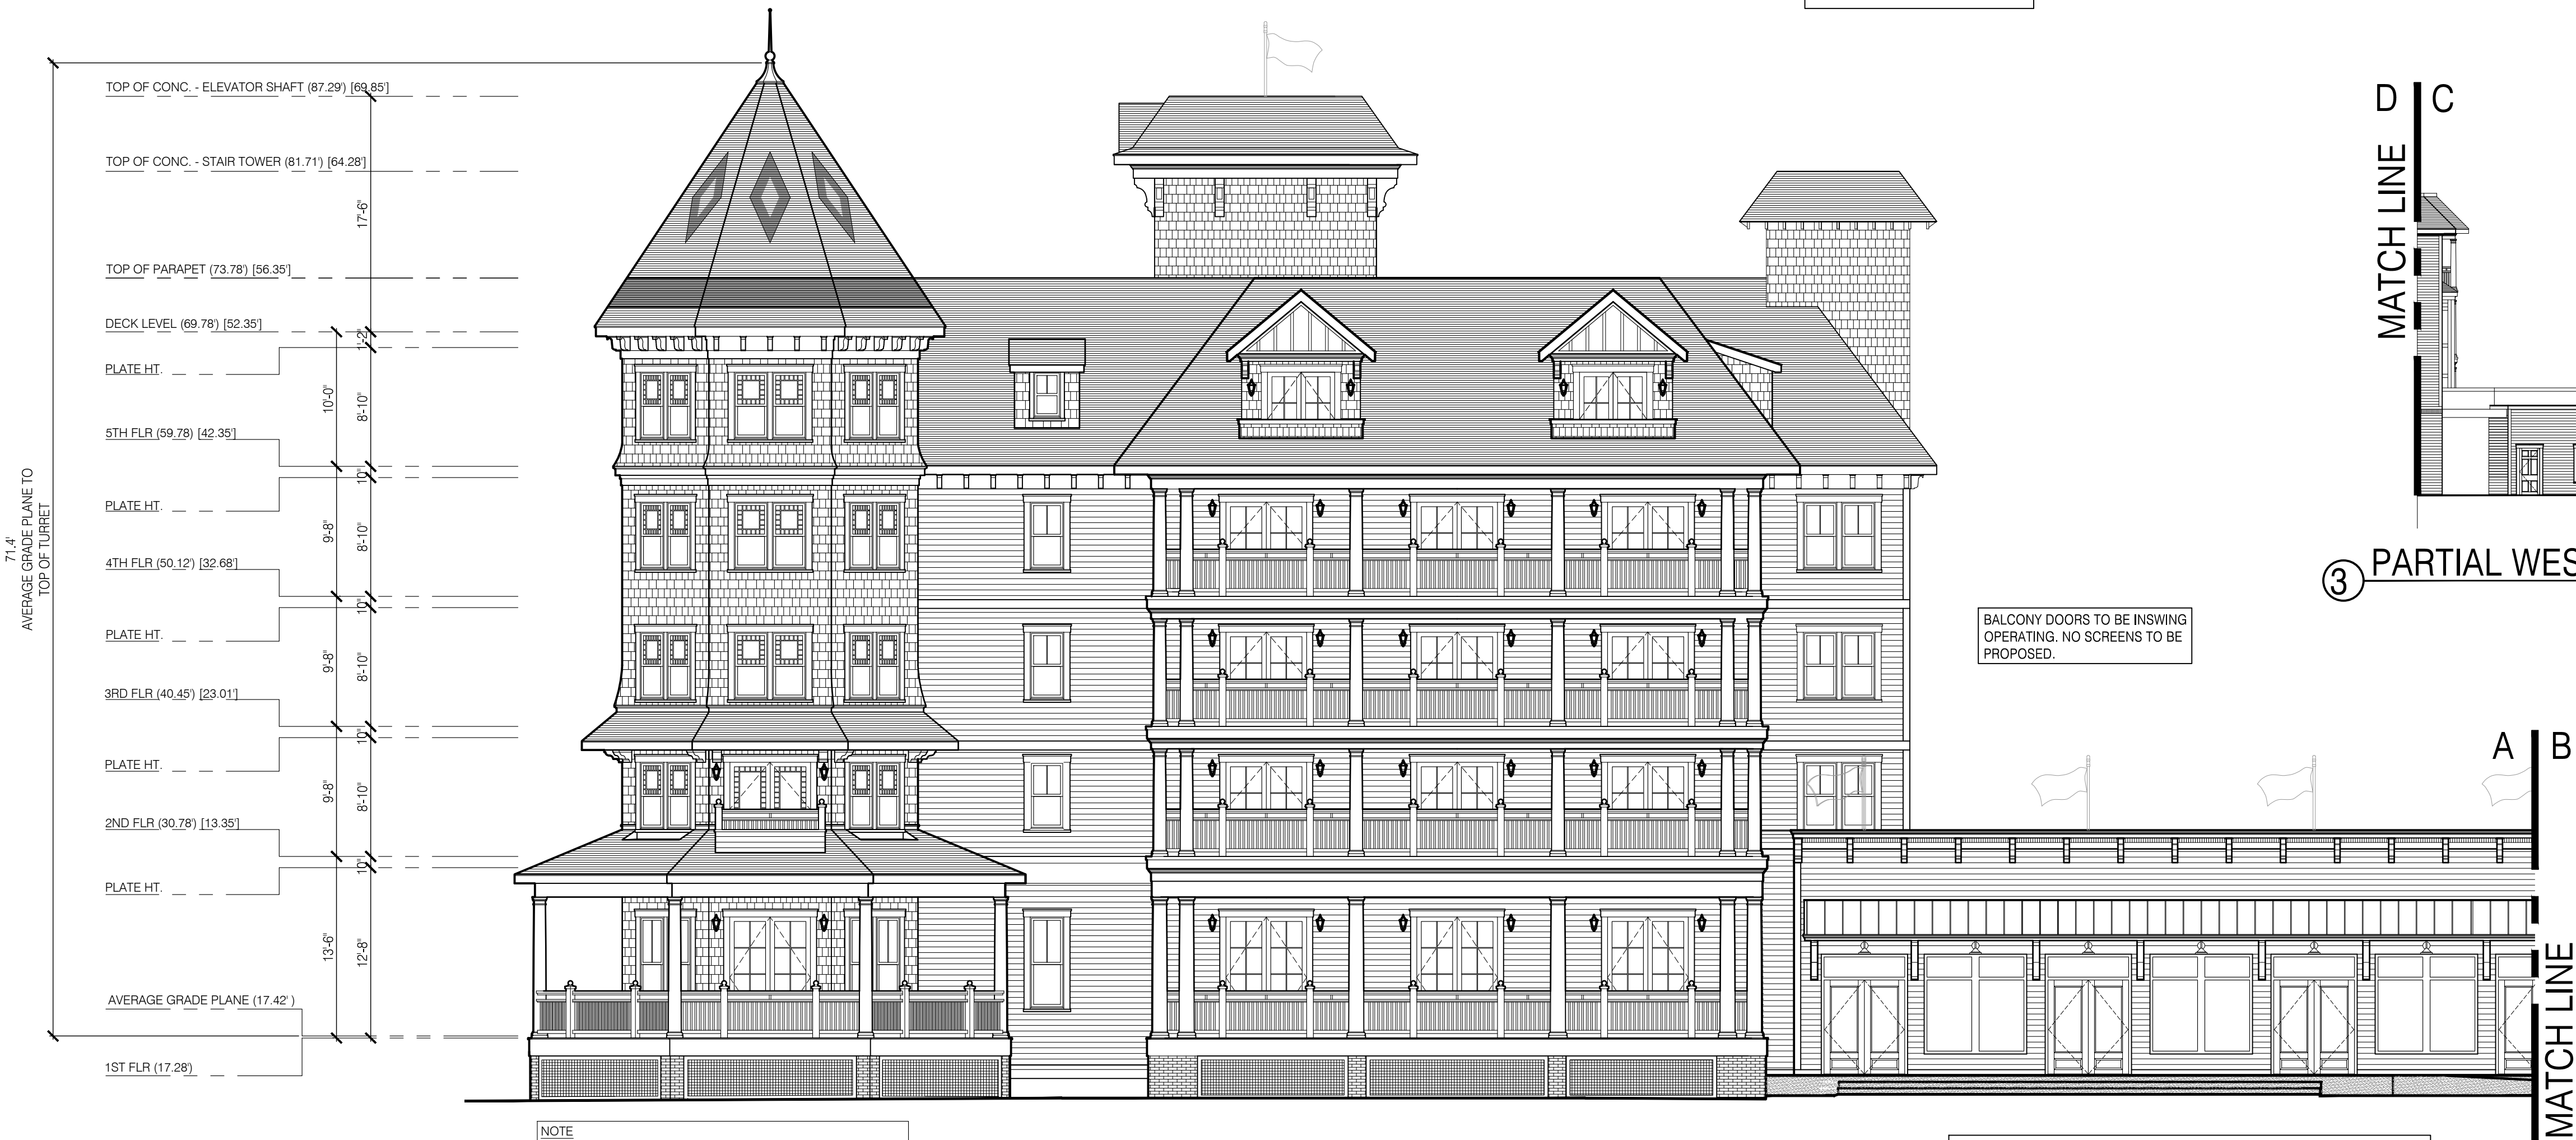 TOP OF CONC. - ELEVATOR SHAFT (87.29') [69.85']
TOP OF CONC. - STAIR TOWER (81.71') [64.28']
17'-6"
TOP OF PARAPET (73.78') [56.35']
DECK LEVEL (69.78') [52.35']
1'-2"
PLATE HT.
10'-0"
8'-10"
5TH FLR (59.78) [42.35']
10"
PLATE HT.
9'-8"
8'-10"
4TH FLR (50.12') [32.68']
10"
PLATE HT.
9'-8"
8'-10"
3RD FLR (40.45') [23.01']
10"
PLATE HT.
9'-8"
8'-10"
2ND FLR (30.78') [13.35']
10"
PLATE HT.
13'-6"
12'-8"
AVERAGE GRADE PLANE (17.42' )
1ST FLR (17.28')
71.4'
AVERAGE GRADE PLANE TO
TOP OF TURRET
NOTE
D C
MATCH LINE
3 PARTIAL WES
BALCONY DOORS TO BE INSWING
OPERATING. NO SCREENS TO BE
PROPOSED.
A B
MATCH LINE